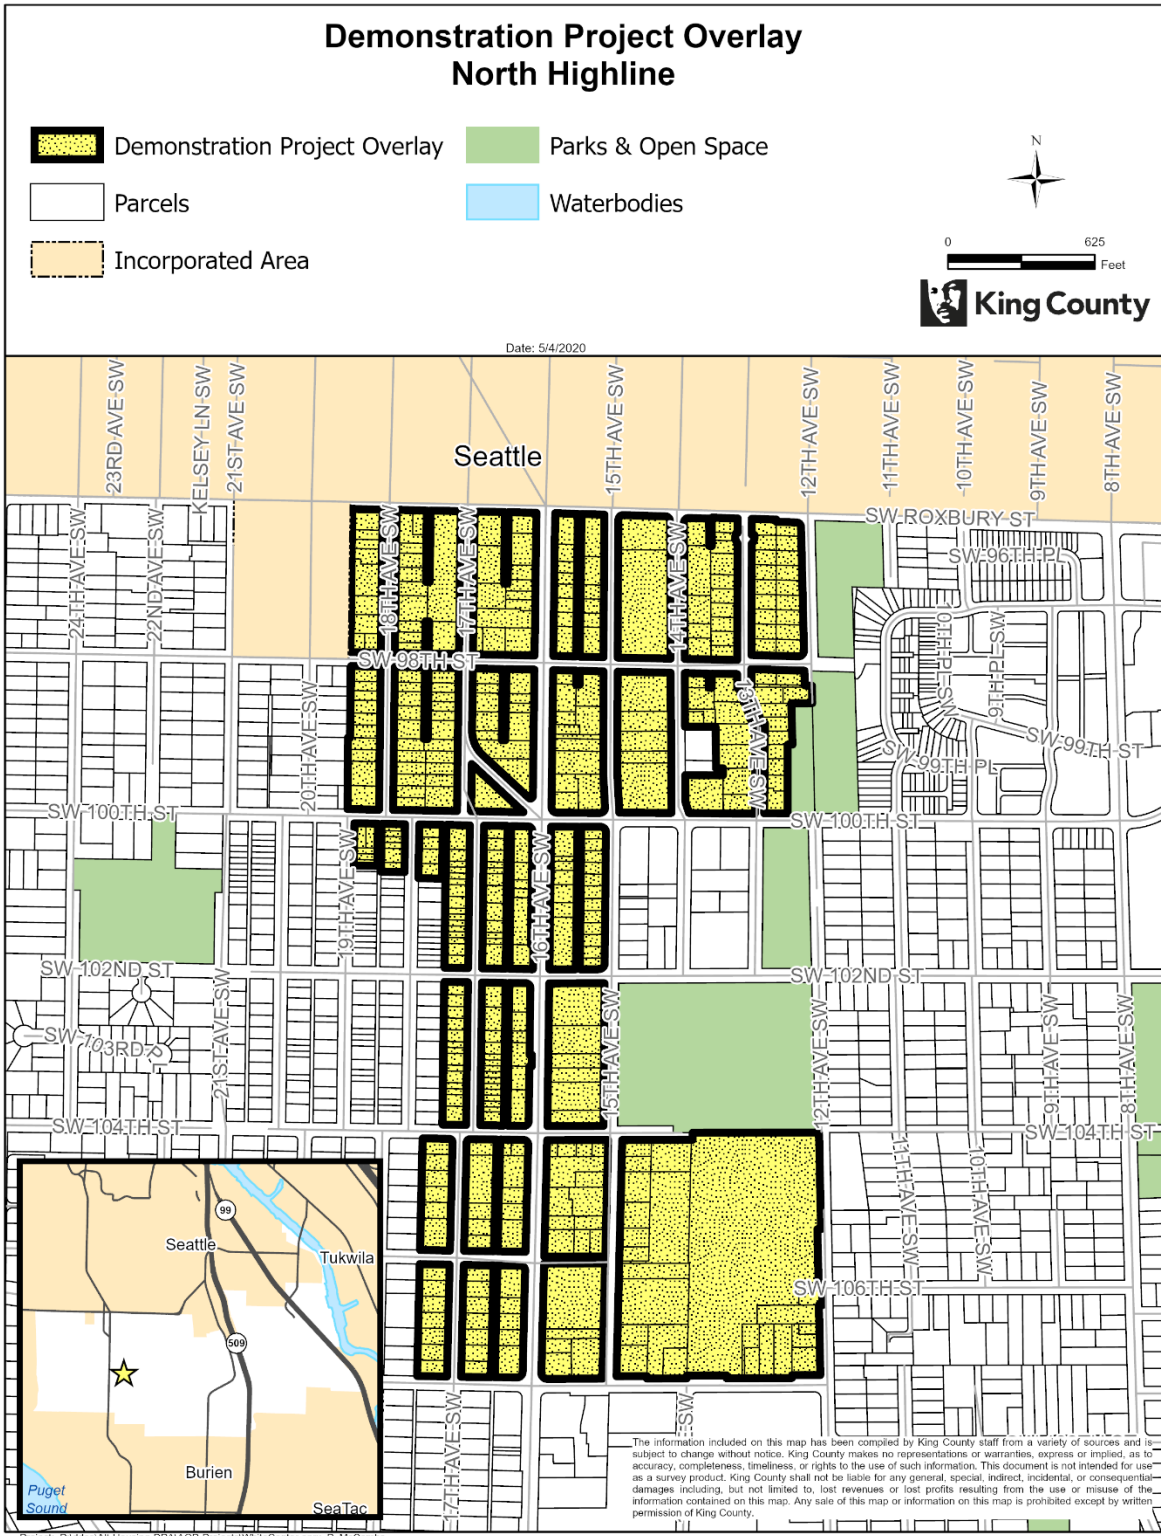 Demonstration Project Overlay
North Highline
Demonstration Project Overlay
Parks & Open Space
Parcels
Waterbodies
Incorporated Area
N
0 625
Feet
King County
Date: 5/4/2020
23RD AVE SW
KELSEY LN SW
21ST AVE SW
15TH AVE SW
12TH AVE SW
11TH AVE SW
10TH AVE SW
9TH AVE SW
8TH AVE SW
Seattle
SW ROXBURY ST
24TH AVE SW
22ND AVE SW
18TH AVE SW
17TH AVE SW
14TH AVE SW
SW 96TH PL
10TH PL SW
9TH PL SW
SW 98TH ST
20TH AVE SW
13TH AVE SW
SW 99TH ST
SW 99TH PL
SW 100TH ST
SW 100TH ST
19TH AVE SW
16TH AVE SW
SW 102ND ST
SW 102ND ST
21ST AVE SW
SW 103RD PL
15TH AVE SW
12TH AVE SW
9TH AVE SW
8TH AVE SW
SW 104TH ST
SW 104TH ST
11TH AVE SW
10TH AVE SW
SW 106TH ST
17TH AVE SW
SW
99
Seattle
Tukwila
509
Burien
Puget
Sound
SeaTac
The information included on this map has been compiled by King County staff from a variety of sources and is
subject to change without notice. King County makes no representations or warranties, express or implied, as to
accuracy, completeness, timeliness, or rights to the use of such information. This document is not intended for use
as a survey product. King County shall not be liable for any general, special, indirect, incidental, or consequential
damages including, but not limited to, lost revenues or lost profits resulting from the use or misuse of the
information contained on this map. Any sale of this map or information on this map is prohibited except by written
permission of King County.